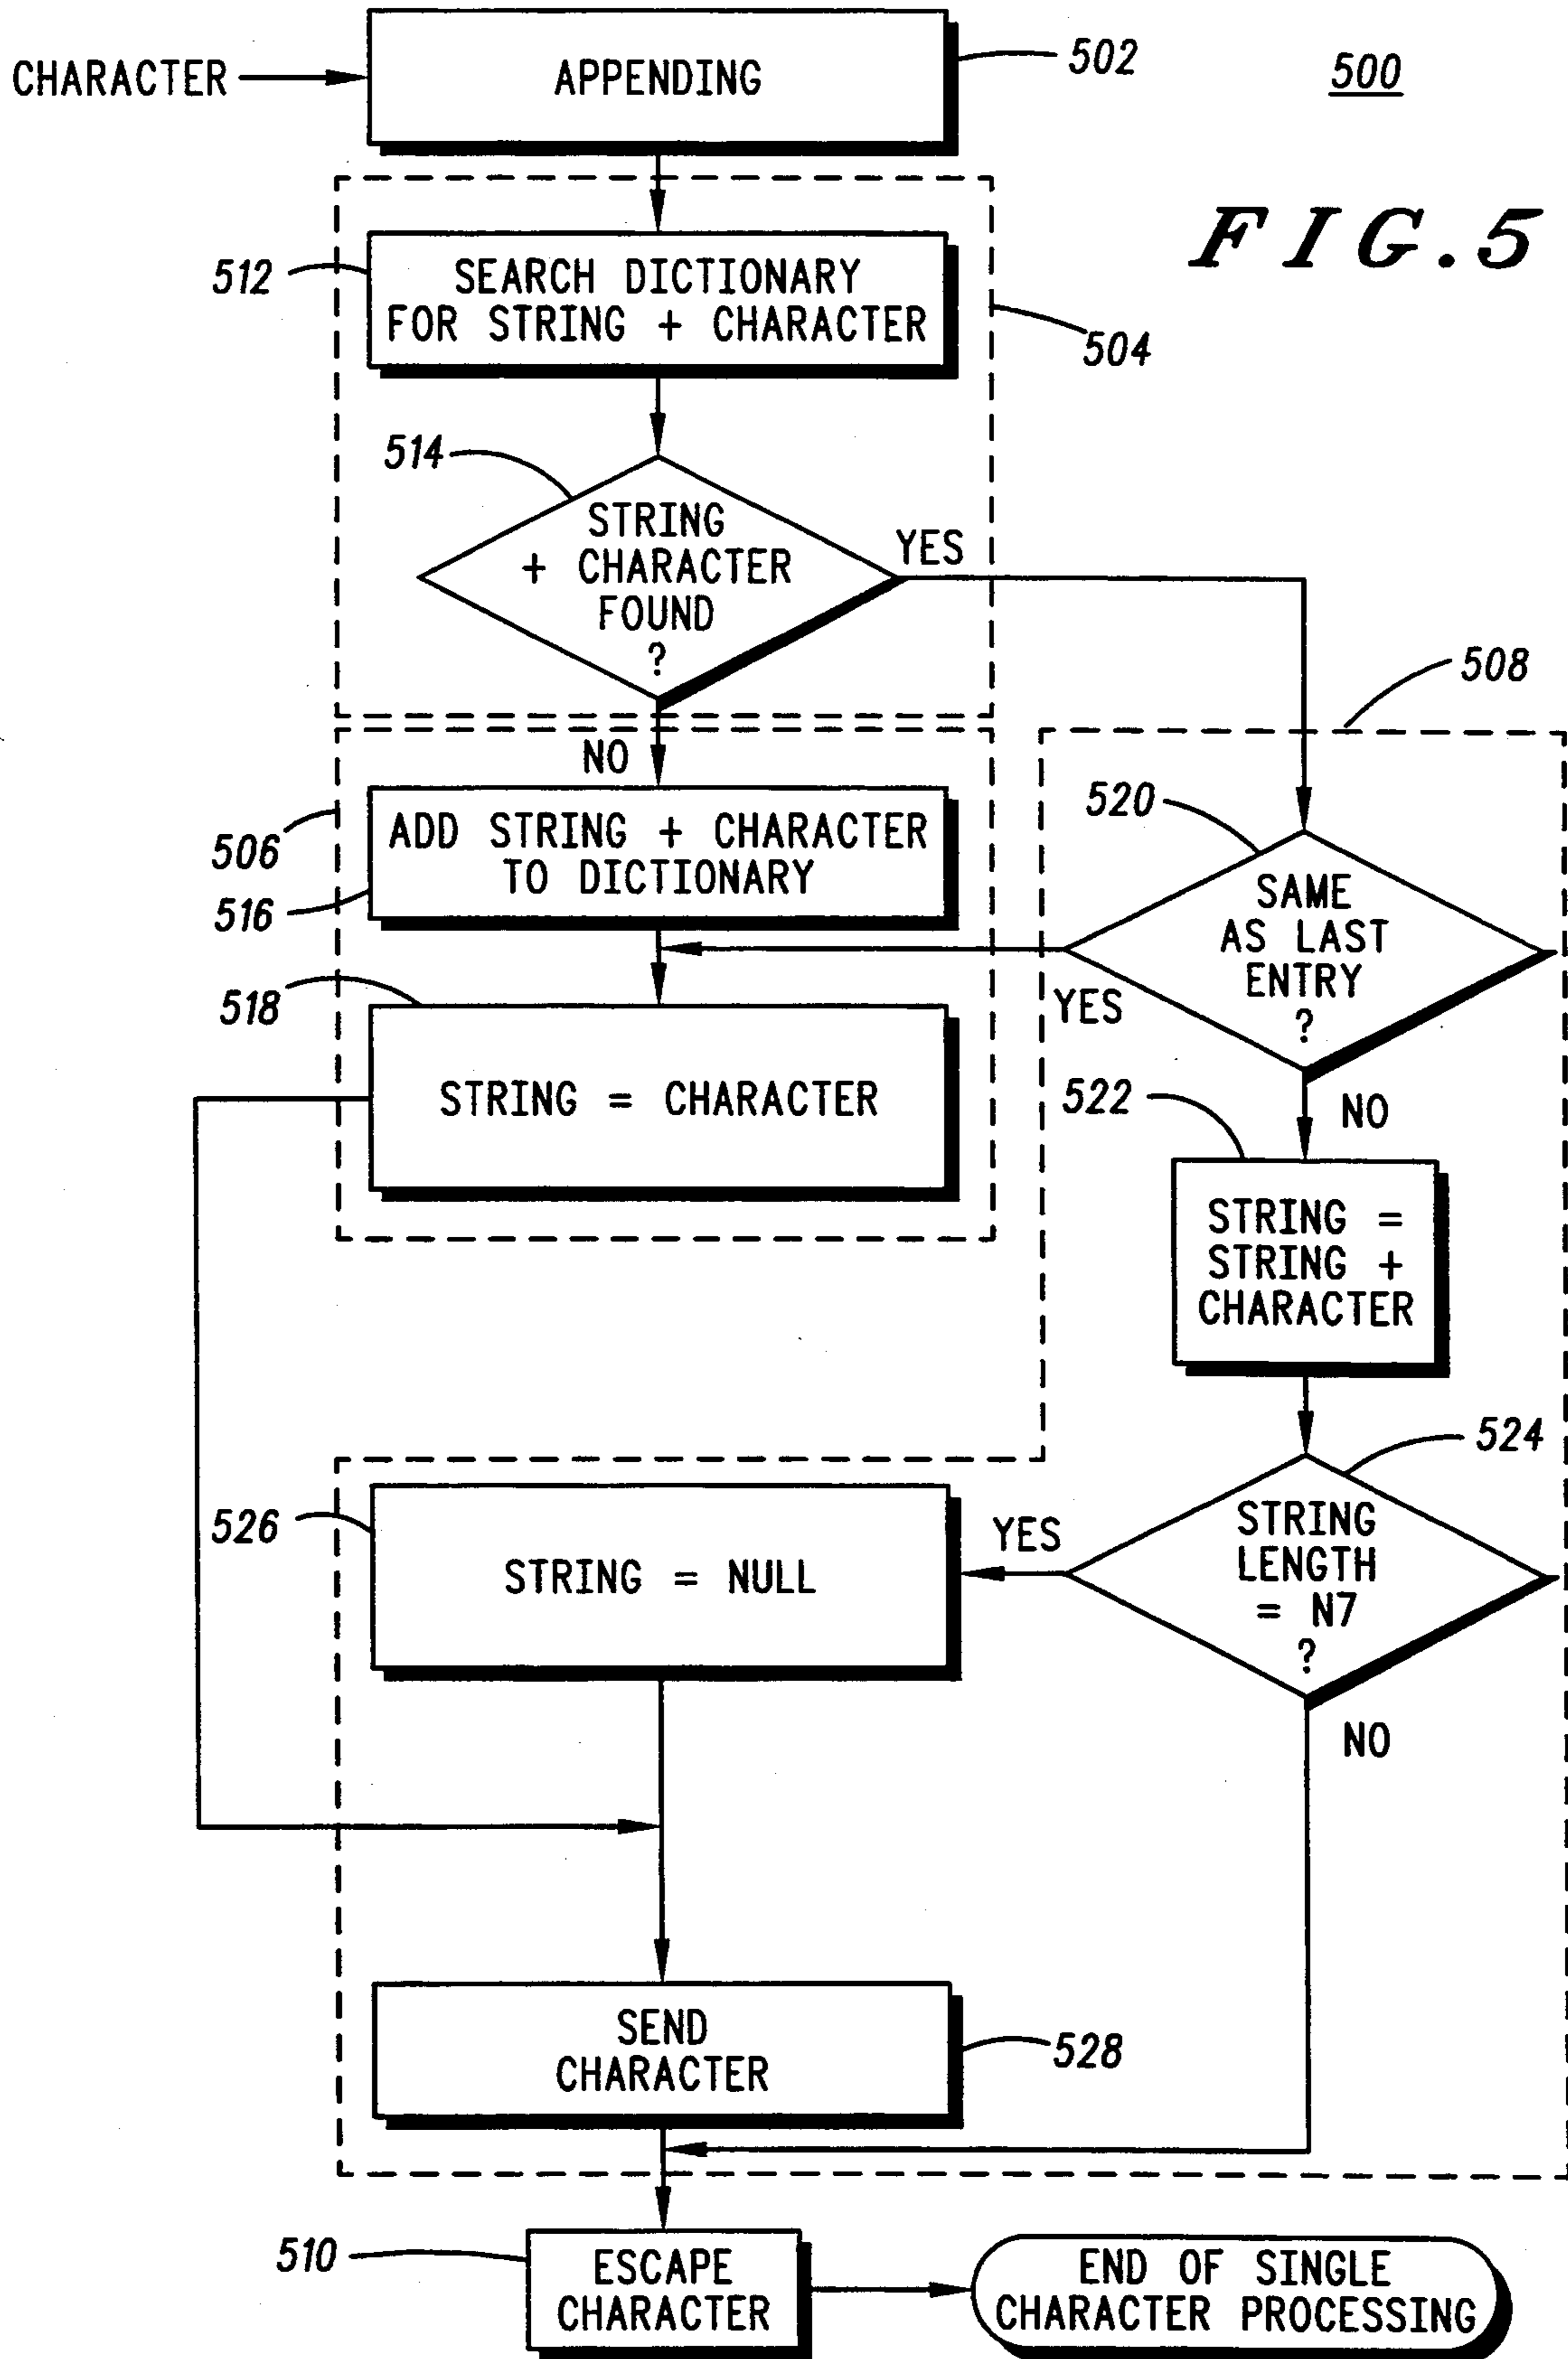 CHARACTER
APPENDING
502
500
FIG.5
512
SEARCH DICTIONARY
FOR STRING + CHARACTER
504
514
STRING
+ CHARACTER
FOUND
?
YES
508
NO
506
ADD STRING + CHARACTER
TO DICTIONARY
516
520
SAME
AS LAST
ENTRY
?
YES
518
STRING = CHARACTER
522
NO
STRING =
STRING +
CHARACTER
524
STRING
LENGTH
= N7
?
YES
526
STRING = NULL
NO
SEND
CHARACTER
528
510
ESCAPE
CHARACTER
END OF SINGLE
CHARACTER PROCESSING